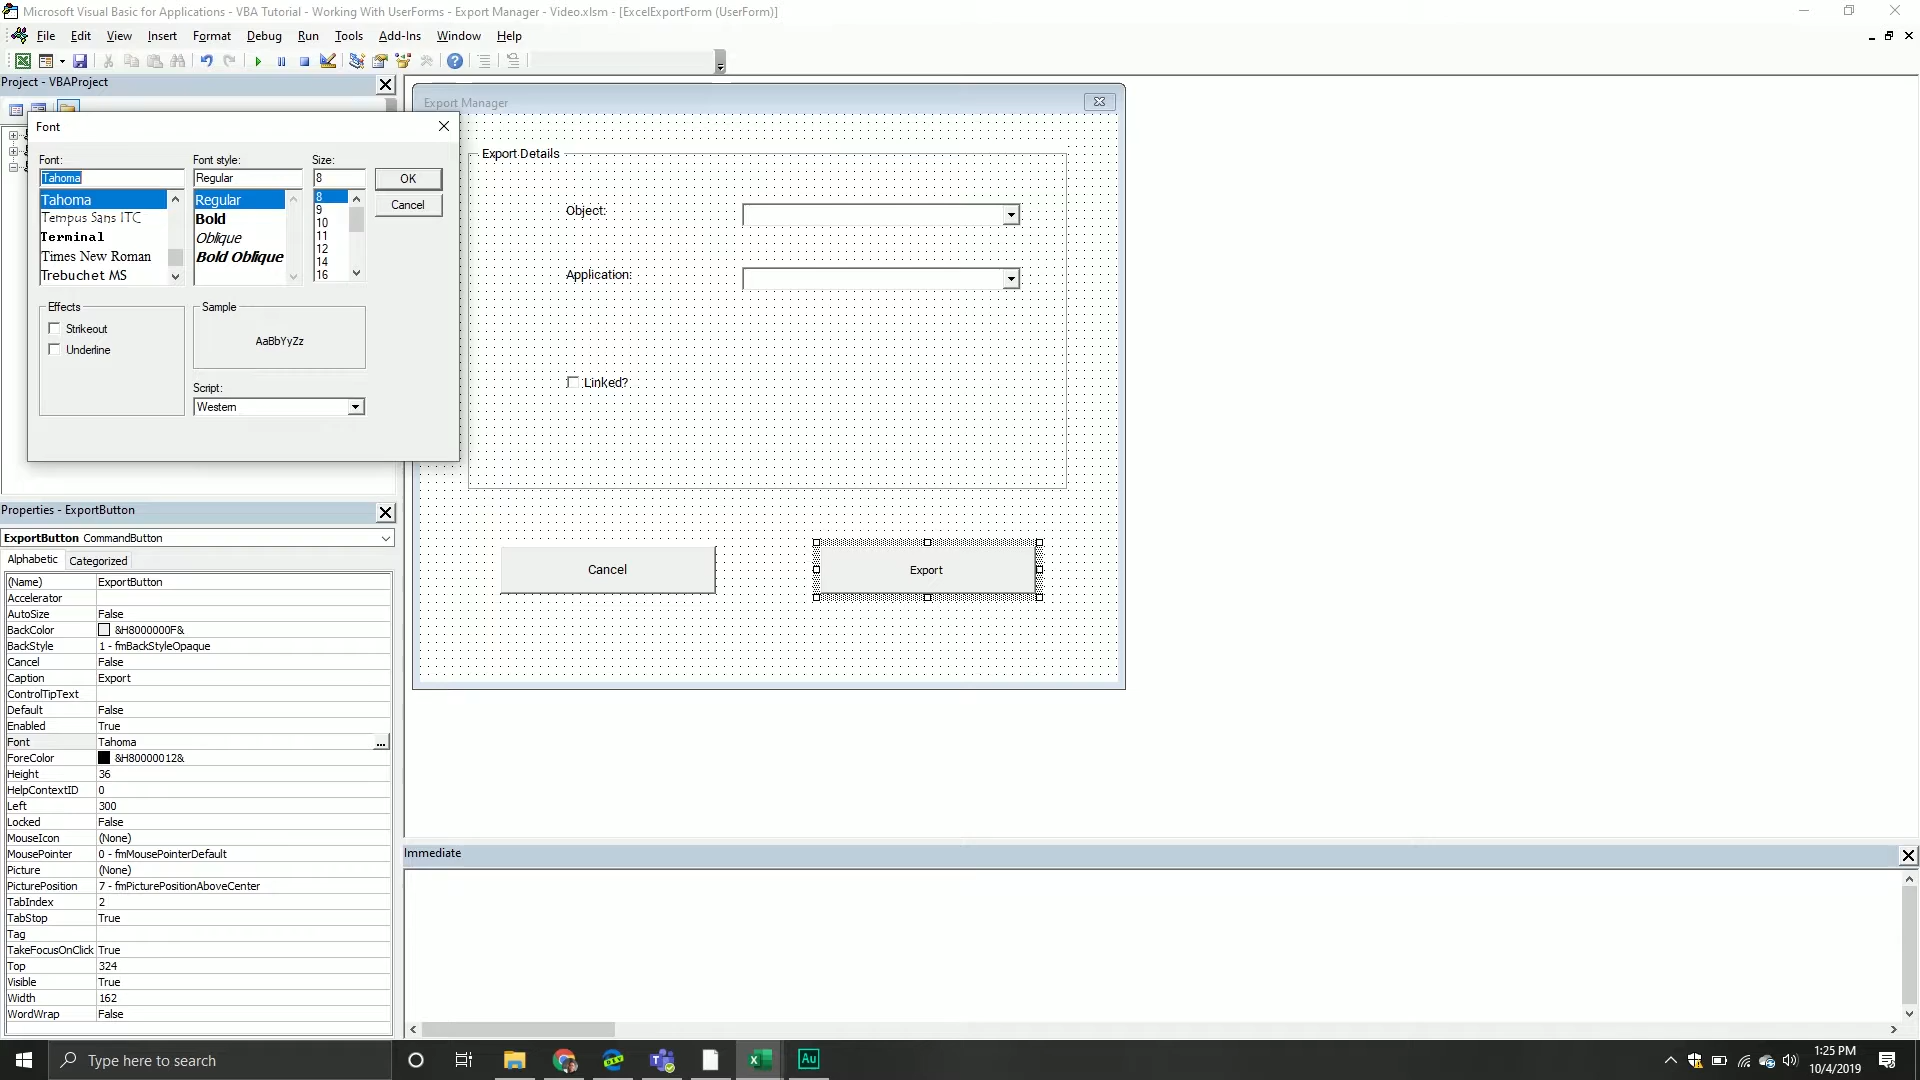 Microsoft Visual Basic for Applications - VBA Tutorial - Working With UserForms - Export Manager - Video.xlsm - [ExcelExportForm (UserForm)]
File Edit View Insert Format Debug Run Tools Add-Ins Window Help
Project - VBAProject
Font
Font:
Font style:
Size:
Tahoma
Regular
8
OK
Cancel
Tahoma
Tempus Sans ITC
Terminal
Times New Roman
Trebuchet MS
Regular
Bold
Oblique
Bold Oblique
8
9
10
11
12
14
16
Effects
Strikeout
Underline
Sample
AaBbYyZz
Script:
Western
Export Manager
Export Details
Object:
Application:
Linked?
Cancel
Export
Properties - ExportButton
ExportButton CommandButton
Alphabetic Categorized
(Name) ExportButton
Accelerator
AutoSize False
BackColor &H8000000F&
BackStyle 1 - fmBackStyleOpaque
Cancel False
Caption Export
ControlTipText
Default False
Enabled True
Font Tahoma ...
ForeColor &H80000012&
Height 36
HelpContextID 0
Left 300
Locked False
MouseIcon (None)
MousePointer 0 - fmMousePointerDefault
Picture (None)
PicturePosition 7 - fmPicturePositionAboveCenter
TabIndex 2
TabStop True
Tag
TakeFocusOnClick True
Top 324
Visible True
Width 162
WordWrap False
Immediate
Type here to search
Au
1:25 PM
10/4/2019